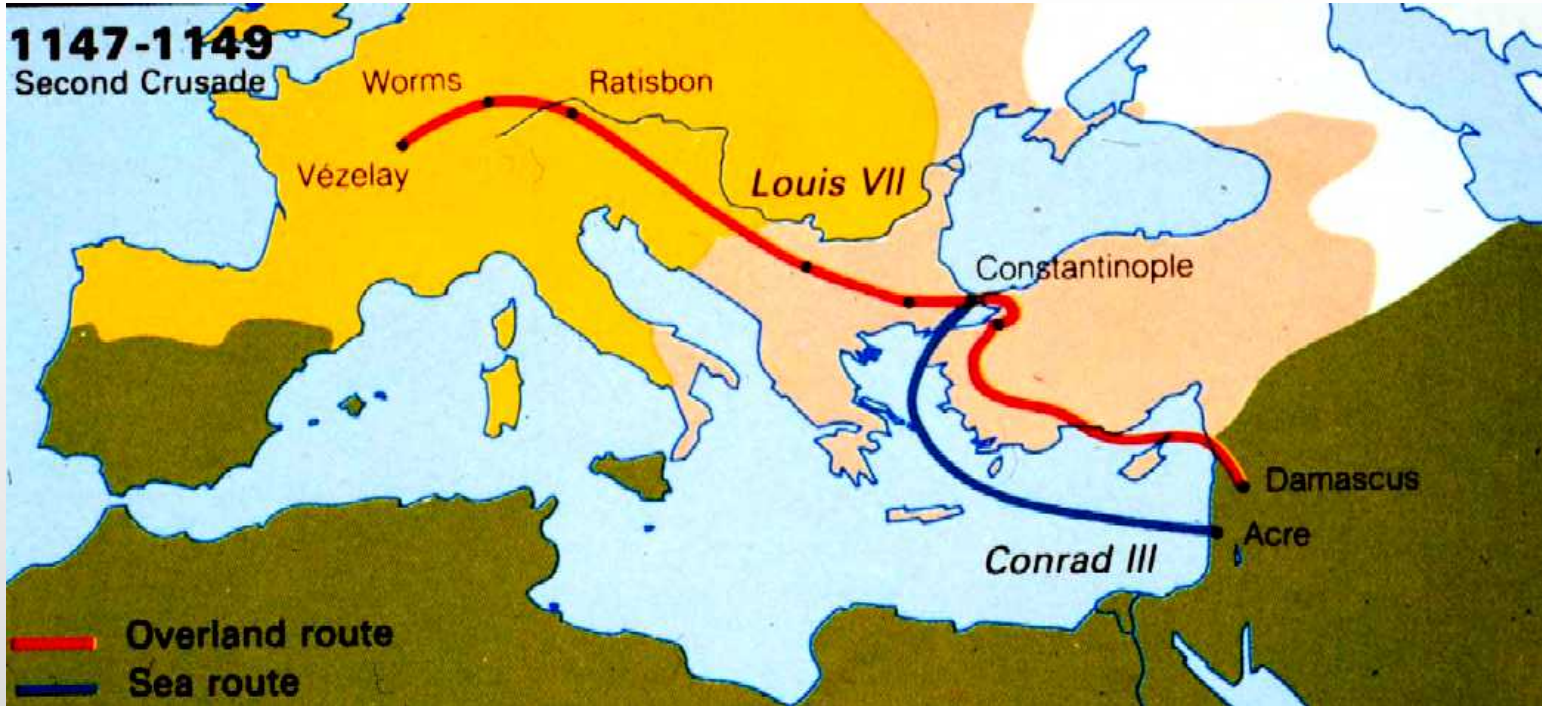 1147-1149
Second Crusade
Worms
Ratisbon
Vézelay
Louis VII
Constantinople
Damascus
Acre
Conrad III
Overland route
Sea route